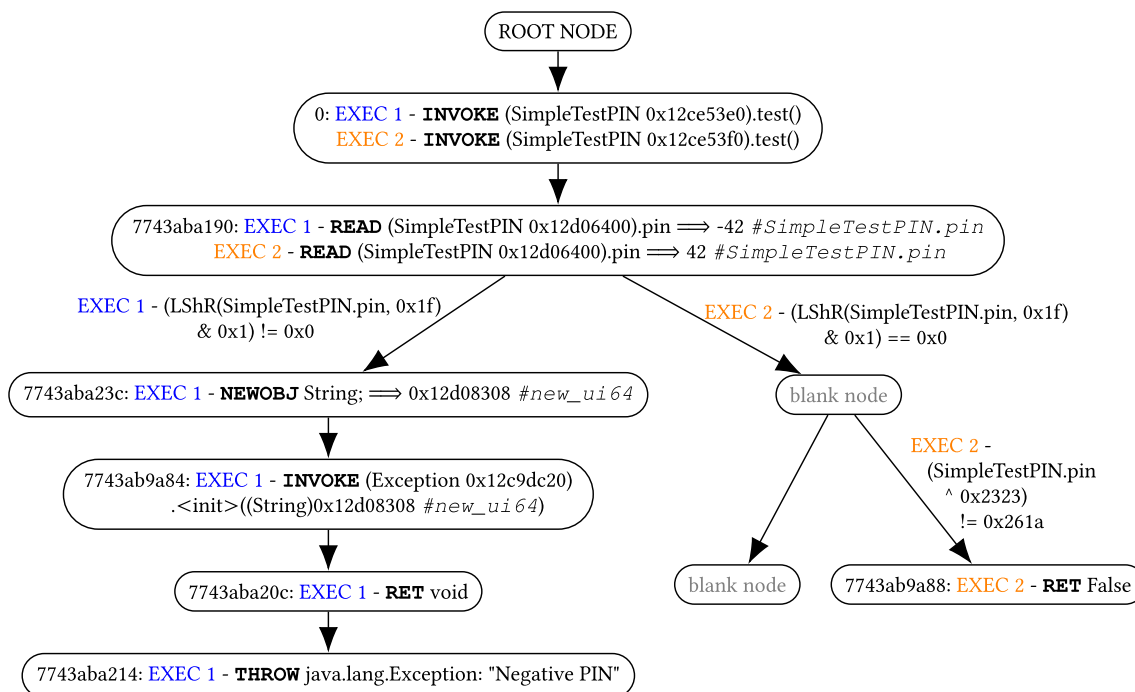 ROOT NODE
0: EXEC 1 - INVOKE (SimpleTestPIN 0x12ce53e0).test()
EXEC 2 - INVOKE (SimpleTestPIN 0x12ce53f0).test()
7743aba190: EXEC 1 - READ (SimpleTestPIN 0x12d06400).pin ⟹ -42 #SimpleTestPIN.pin
EXEC 2 - READ (SimpleTestPIN 0x12d06400).pin ⟹ 42 #SimpleTestPIN.pin
EXEC 1 - (LShR(SimpleTestPIN.pin, 0x1f)
& 0x1) != 0x0
EXEC 2 - (LShR(SimpleTestPIN.pin, 0x1f)
& 0x1) == 0x0
7743aba23c: EXEC 1 - NEWOBJ String; ⟹ 0x12d08308 #new_ui64
blank node
7743ab9a84: EXEC 1 - INVOKE (Exception 0x12c9dc20)
.<init>((String)0x12d08308 #new_ui64)
EXEC 2 -
(SimpleTestPIN.pin
^ 0x2323)
!= 0x261a
7743aba20c: EXEC 1 - RET void
blank node
7743ab9a88: EXEC 2 - RET False
7743aba214: EXEC 1 - THROW java.lang.Exception: "Negative PIN"